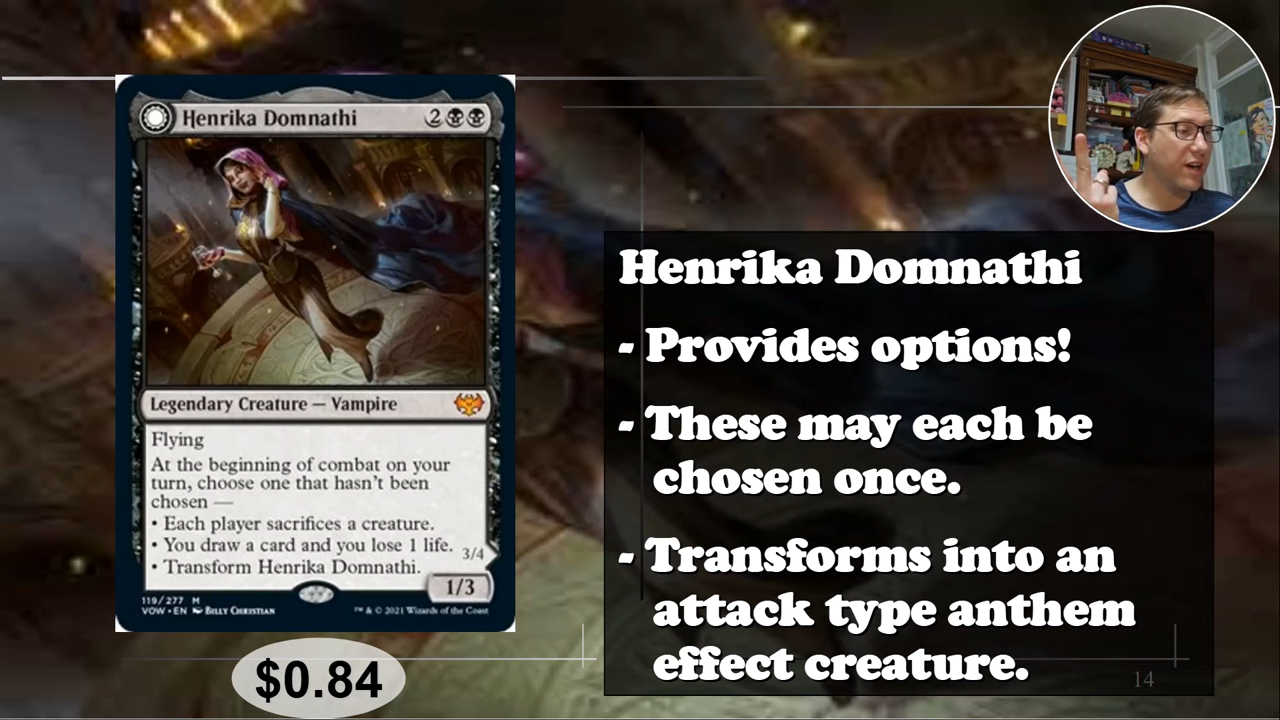 Henrika Domnathi 2
Legendary Creature — Vampire
Flying
At the beginning of combat on your
turn, choose one that hasn't been
chosen —
• Each player sacrifices a creature.
• You draw a card and you lose 1 life.
3/4
• Transform Henrika Domnathi.
1/3
119/277 M
VOW • EN BILLY CHRISTIAN
™ & © 2021 Wizards of the Coast
$0.84
Henrika Domnathi
- Provides options!
- These may each be
chosen once.
- Transforms into an
attack type anthem
effect creature.
14